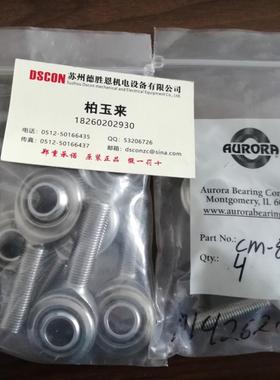 DSCON 苏州德胜恩机电设备有限公司
Suzhou Dscon mechanical and Electrical Equipment Co.,Ltd.
柏玉来
18260202930
电话:0512-50166435
QQ:53206726
传真:0512-50166437
邮箱:dsconzc@sina.com
郑重承诺 原装正品 假一罚十
AURORA
Aurora Bearing Co
Montgomery, IL 6
www.aurorabearing
Part No.: CM-
Qty.: 4